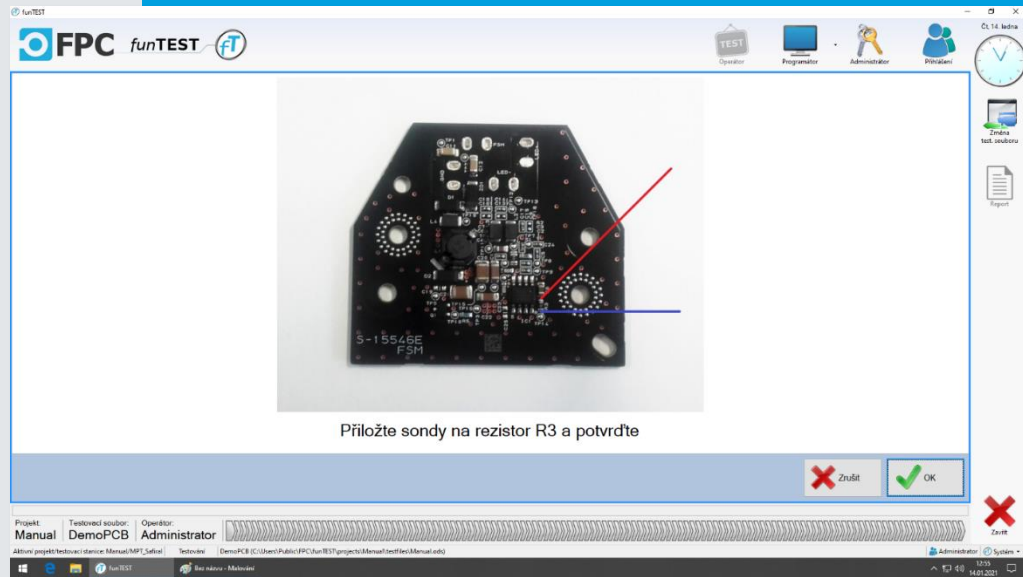 funTEST
FPC funTEST fT
TEST
Operátor
Programátor
Administrátor
Přihlášení
Čt, 14. ledna
Změna
test. souboru
Report
S-15546E
FSM
Přiložte sondy na rezistor R3 a potvrďte
Zrušit
OK
Projekt:
Manual
Testovací soubor:
DemoPCB
Operátor:
Administrator
Zavřít
Aktivní projekt/testovací stanice: Manual/MPT_Safiral
Testování
DemoPCB (C:\Users\Public\FPC\funTEST\projects\Manual\testfiles\Manual.ods)
Administrator
Systém
funTEST
Bez názvu - Malování
12:55
14.01.2021